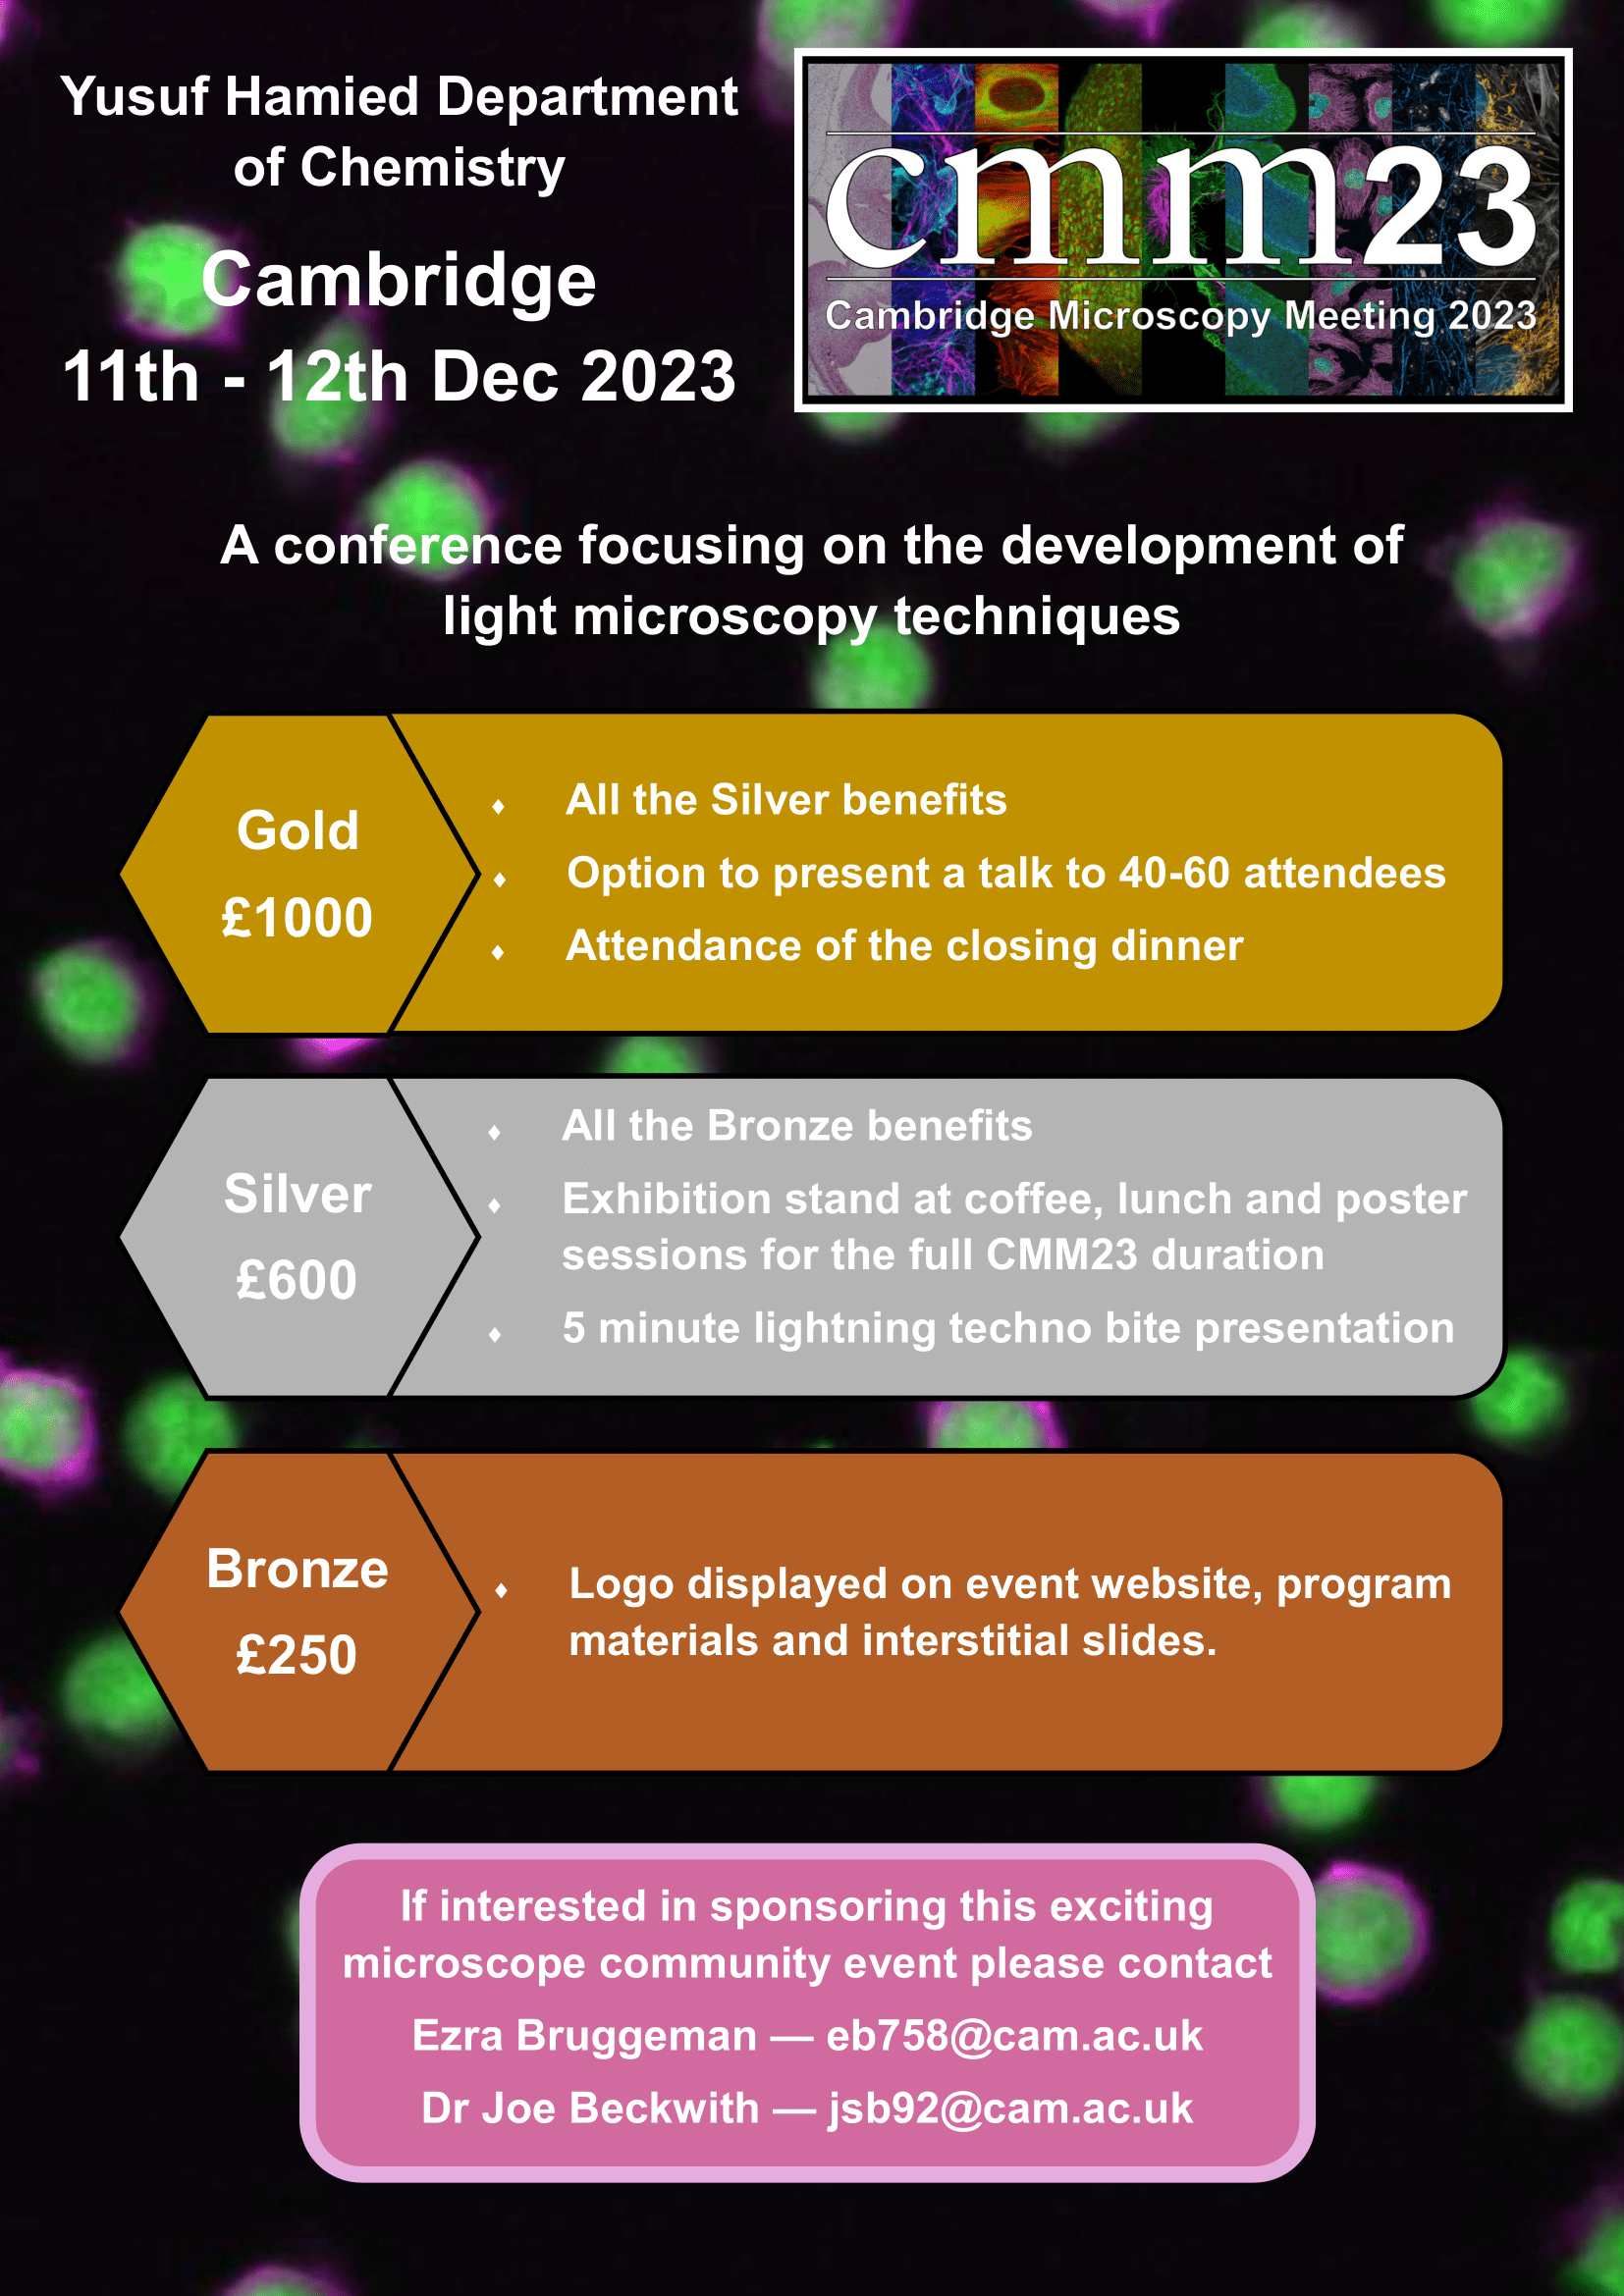 Yusuf Hamied Department
of Chemistry
Cambridge
11th - 12th Dec 2023
cmm23
Cambridge Microscopy Meeting 2023
A conference focusing on the development of
light microscopy techniques
Gold
£1000
♦ All the Silver benefits
♦ Option to present a talk to 40-60 attendees
♦ Attendance of the closing dinner
Silver
£600
♦ All the Bronze benefits
♦ Exhibition stand at coffee, lunch and poster
sessions for the full CMM23 duration
♦ 5 minute lightning techno bite presentation
Bronze
£250
♦ Logo displayed on event website, program
materials and interstitial slides.
If interested in sponsoring this exciting
microscope community event please contact
Ezra Bruggeman — eb758@cam.ac.uk
Dr Joe Beckwith — jsb92@cam.ac.uk